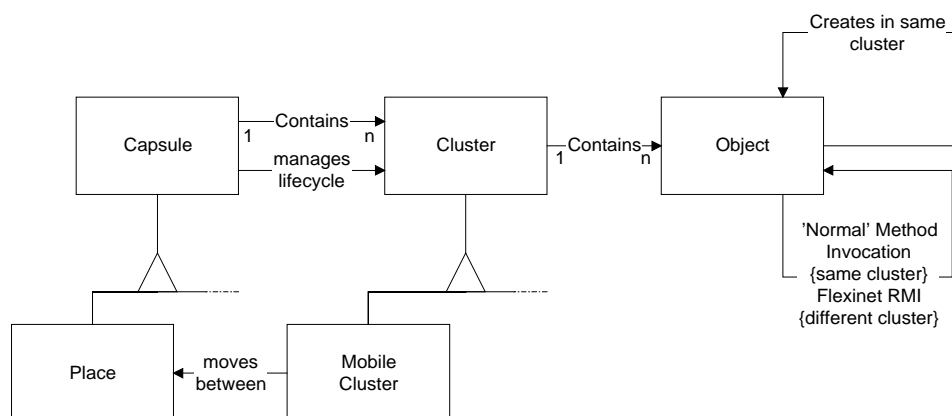 Creates in same
cluster
Capsule
1
Contains
n
manages
lifecycle
Cluster
1
Contains
n
Object
'Normal' Method
Invocation
{same cluster}
Flexinet RMI
{different cluster}
Place
moves
between
Mobile
Cluster